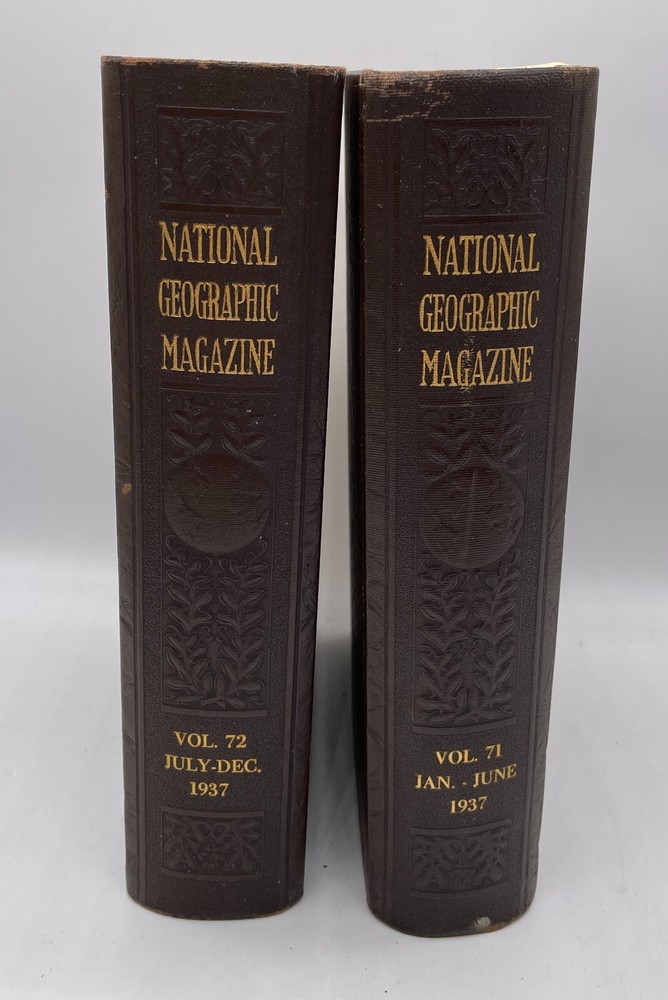 NATIONAL
GEOGRAPHIC
MAGAZINE
VOL. 72
JULY-DEC.
1937
NATIONAL
GEOGRAPHIC
MAGAZINE
VOL. 71
JAN. - JUNE
1937